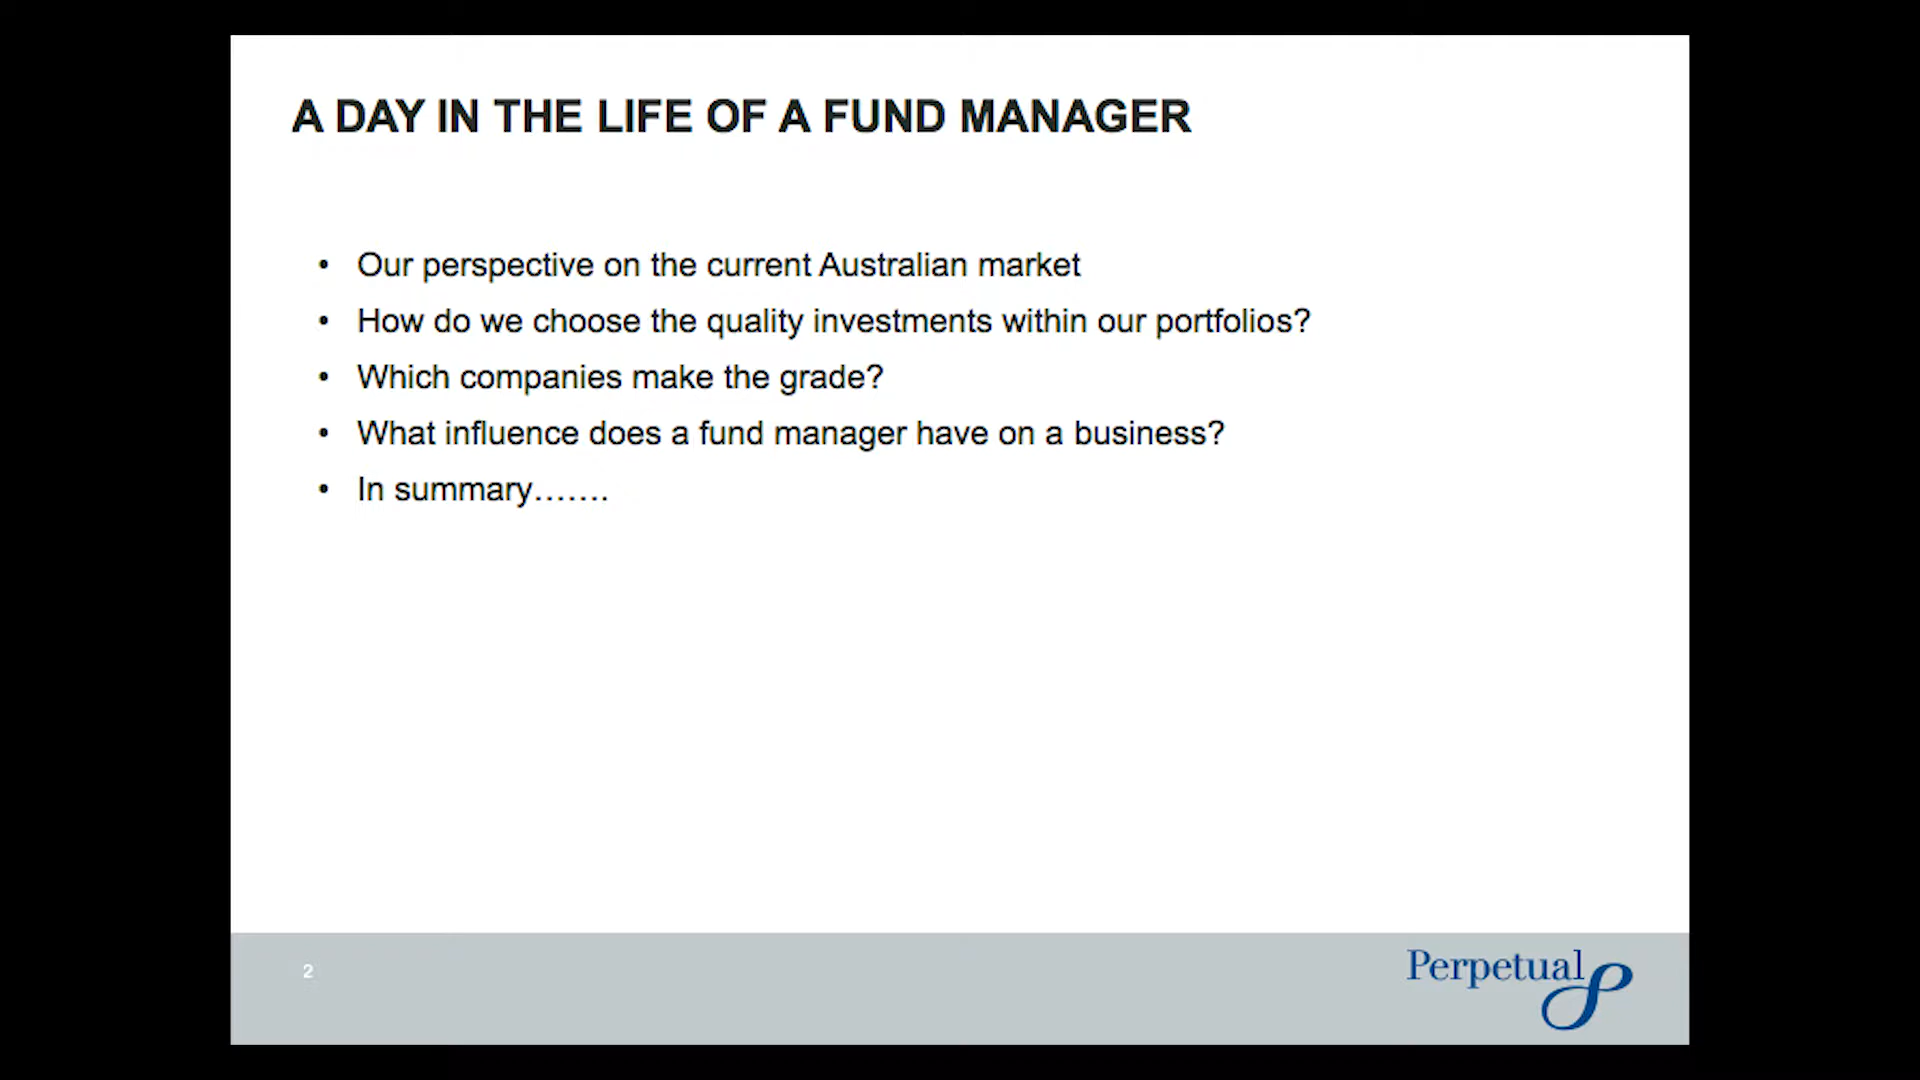 A DAY IN THE LIFE OF A FUND MANAGER
• Our perspective on the current Australian market
• How do we choose the quality investments within our portfolios?
• Which companies make the grade?
• What influence does a fund manager have on a business?
• In summary…….
2
Perpetual